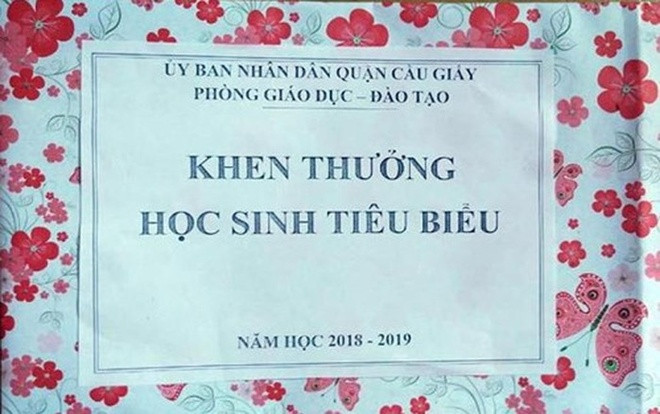 ỦY BAN NHÂN DÂN QUẬN CẦU GIẤY
PHÒNG GIÁO DỤC – ĐÀO TẠO
KHEN THƯỞNG
HỌC SINH TIÊU BIỂU
NĂM HỌC 2018 - 2019